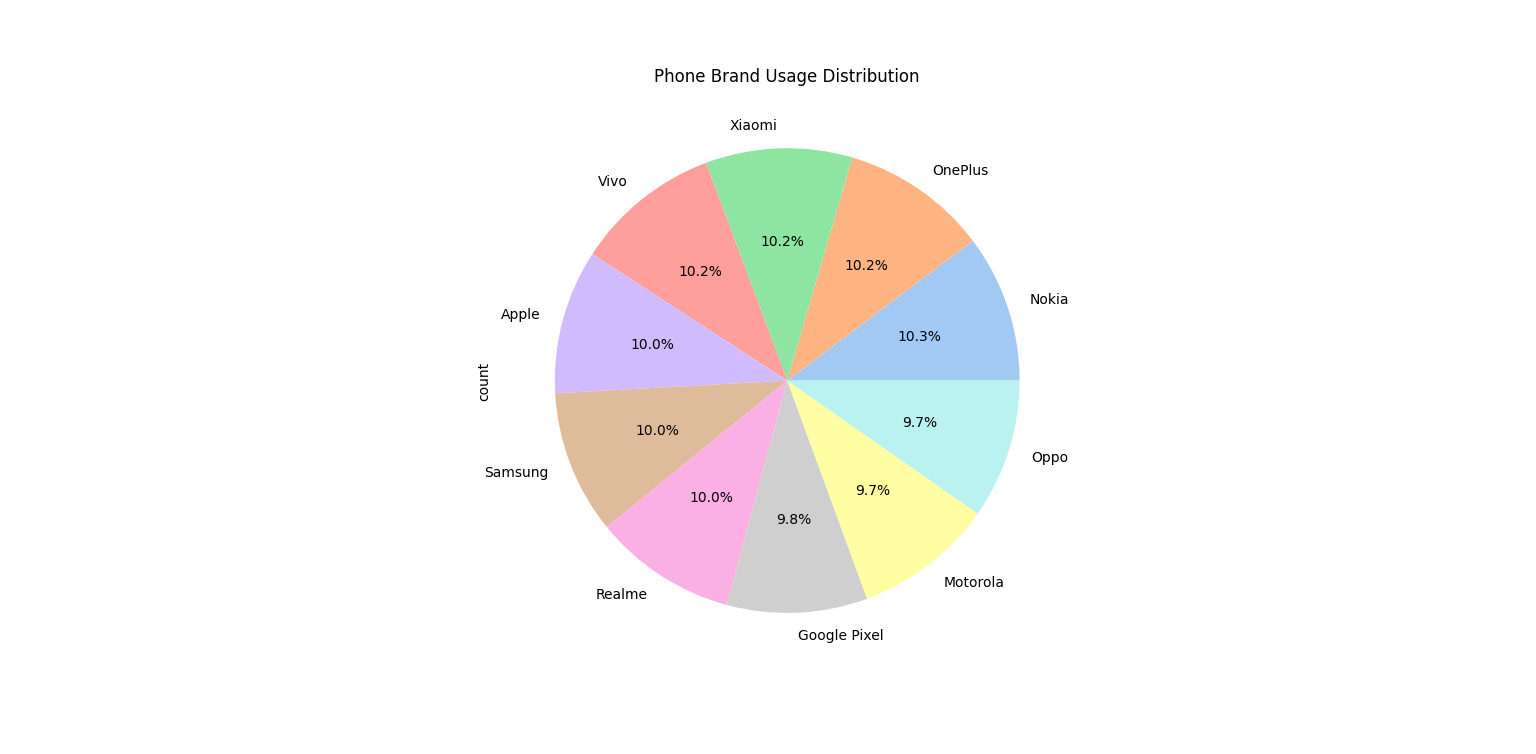 Phone Brand Usage Distribution
Xiaomi
OnePlus
Vivo
10.2%
10.2%
10.2%
Nokia
Apple
10.3%
10.0%
count
9.7%
10.0%
Oppo
Samsung
9.7%
10.0%
9.8%
Motorola
Realme
Google Pixel